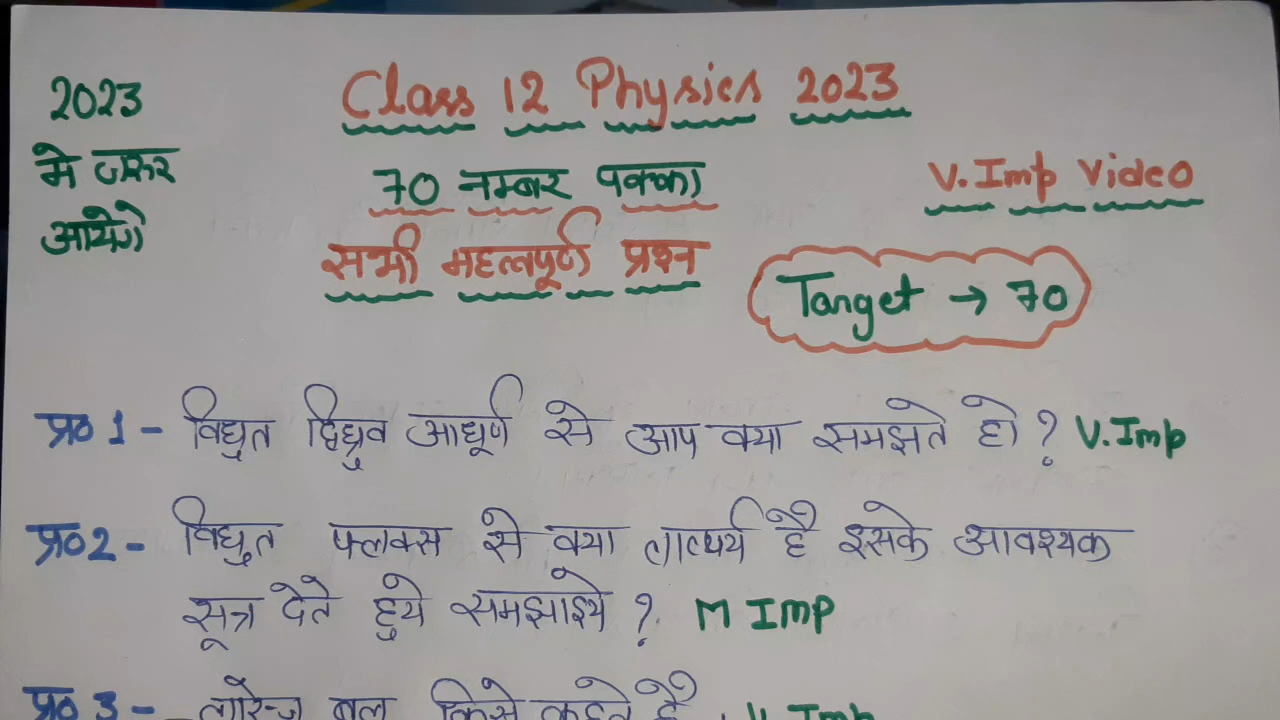 Class 12 Physics 2023
2023
मे जरूर
आयेगे
70 नम्बर पक्का
V. Imp Video
सभी महत्वपूर्ण प्रश्न
Target → 70
प्र० 1 - विधुत द्विध्रुव आधूर्ण से आप क्या समझते हो ? V. Imp
प्र० 2 - विधुत फ्लक्स से क्या तात्पर्य है इसके आवश्यक
सूत्र देते हुये समझाइये ? M Imp
प्र० 3 - लारेन्ज बल किसे कहते है